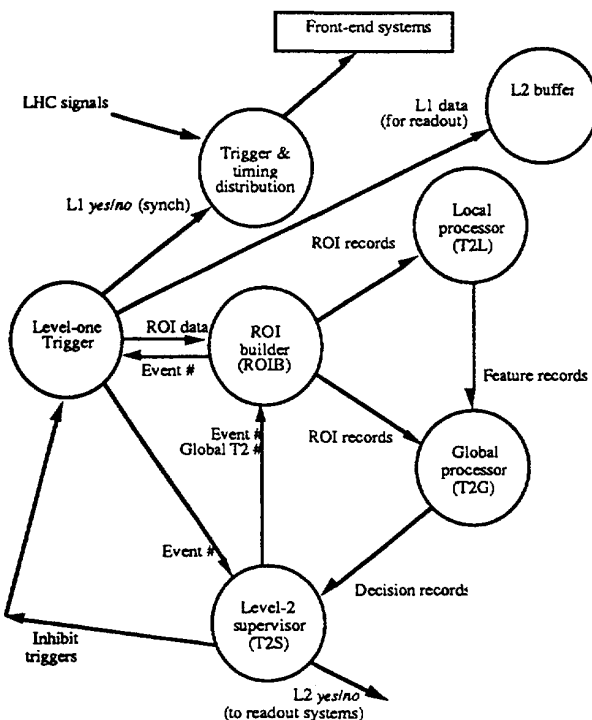 Front-end systems
LHC signals
L1 data
(for readout)
L2 buffer
Trigger &
timing
distribution
L1 yes/no (synch)
ROI records
Local
processor
(T2L)
Level-one
Trigger
ROI data
Event #
ROI
builder
(ROIB)
Feature records
Event #
Global T2 #
ROI records
Global
processor
(T2G)
Event #
Decision records
Level-2
supervisor
(T2S)
Inhibit
triggers
L2 yes/no
(to readout systems)